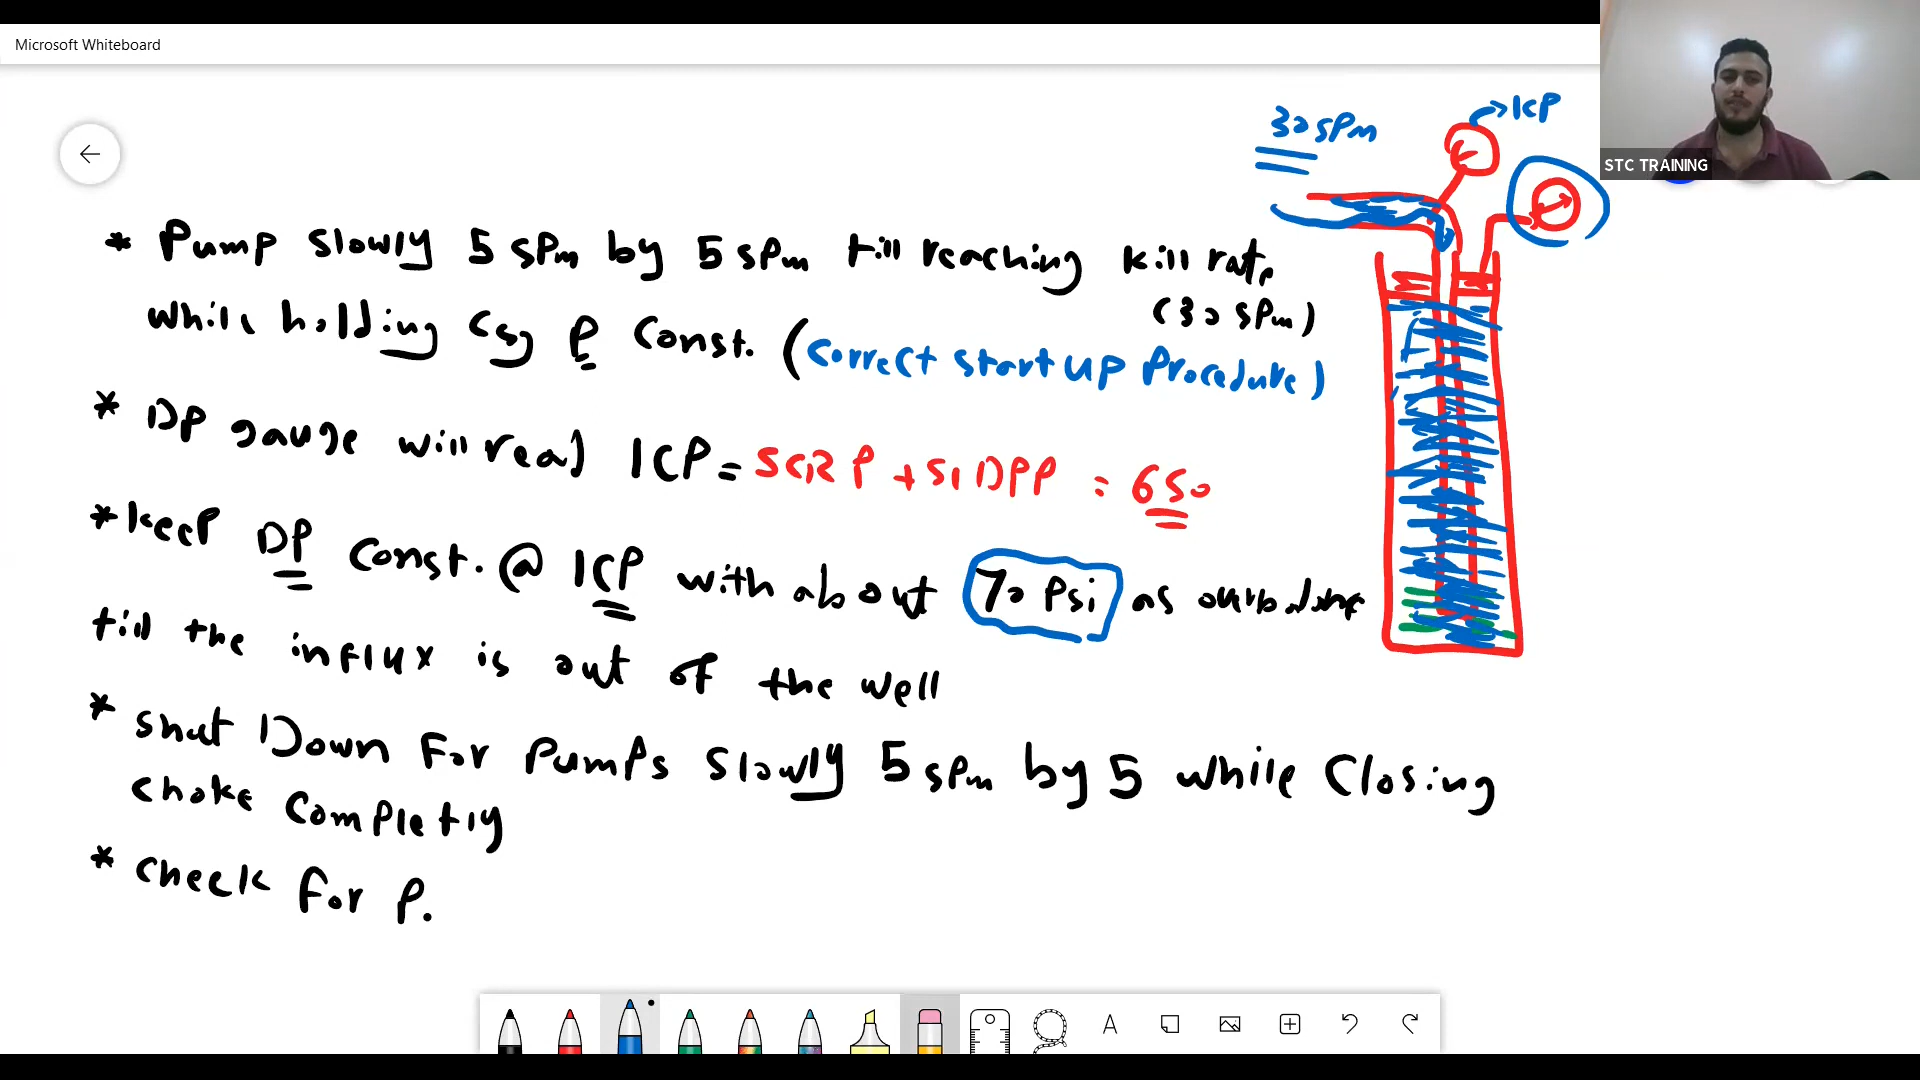 Microsoft Whiteboard
STC TRAINING
30 SPm
ICP
* Pump slowly 5 SPm by 5 SPm till reaching kill rate
(30 SPm)
while holding Csg P Const. (Correct start up Procedure)
* DP gauge will read ICP = SCR P + SIDPP = 650
* keep DP Const. @ ICP with about 70 Psi as
till the influx is out of the well
* shut Down For Pumps Slowly 5 SPm by 5 while Closing
choke Completly
* check For P.
A